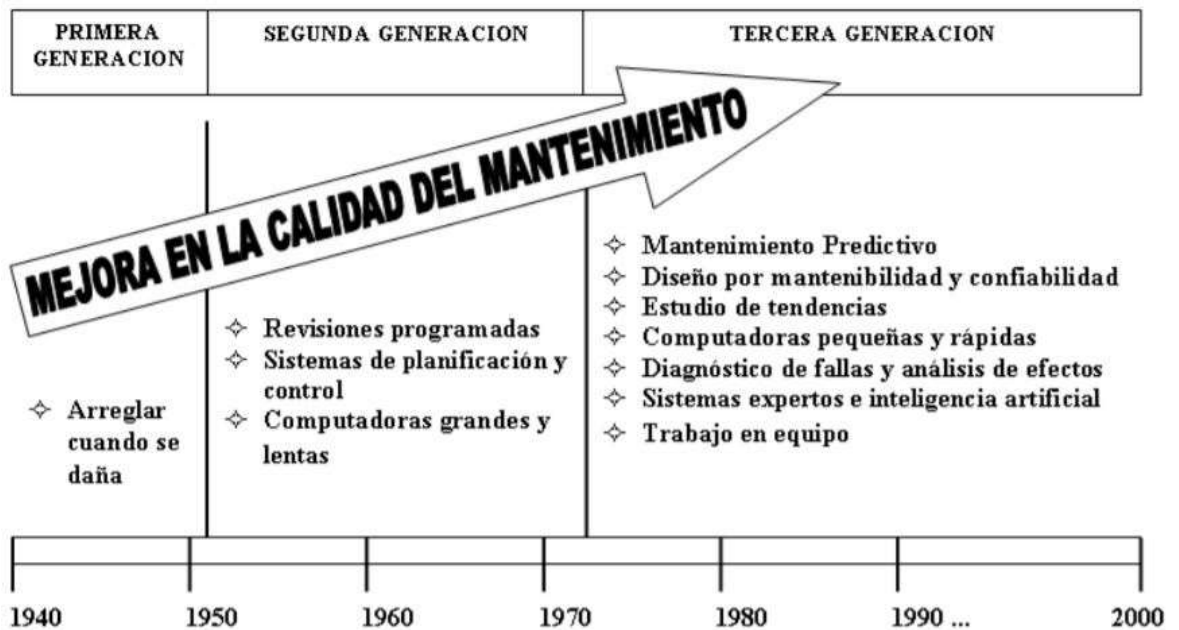 PRIMERA
GENERACION
SEGUNDA GENERACION
TERCERA GENERACION
MEJORA EN LA CALIDAD DEL MANTENIMIENTO
Arreglar
cuando se
daña
Revisiones programadas
Sistemas de planificación y
control
Computadoras grandes y
lentas
Mantenimiento Predictivo
Diseño por mantenibilidad y confiabilidad
Estudio de tendencias
Computadoras pequeñas y rápidas
Diagnóstico de fallas y análisis de efectos
Sistemas expertos e inteligencia artificial
Trabajo en equipo
1940 1950 1960 1970 1980 1990 ... 2000